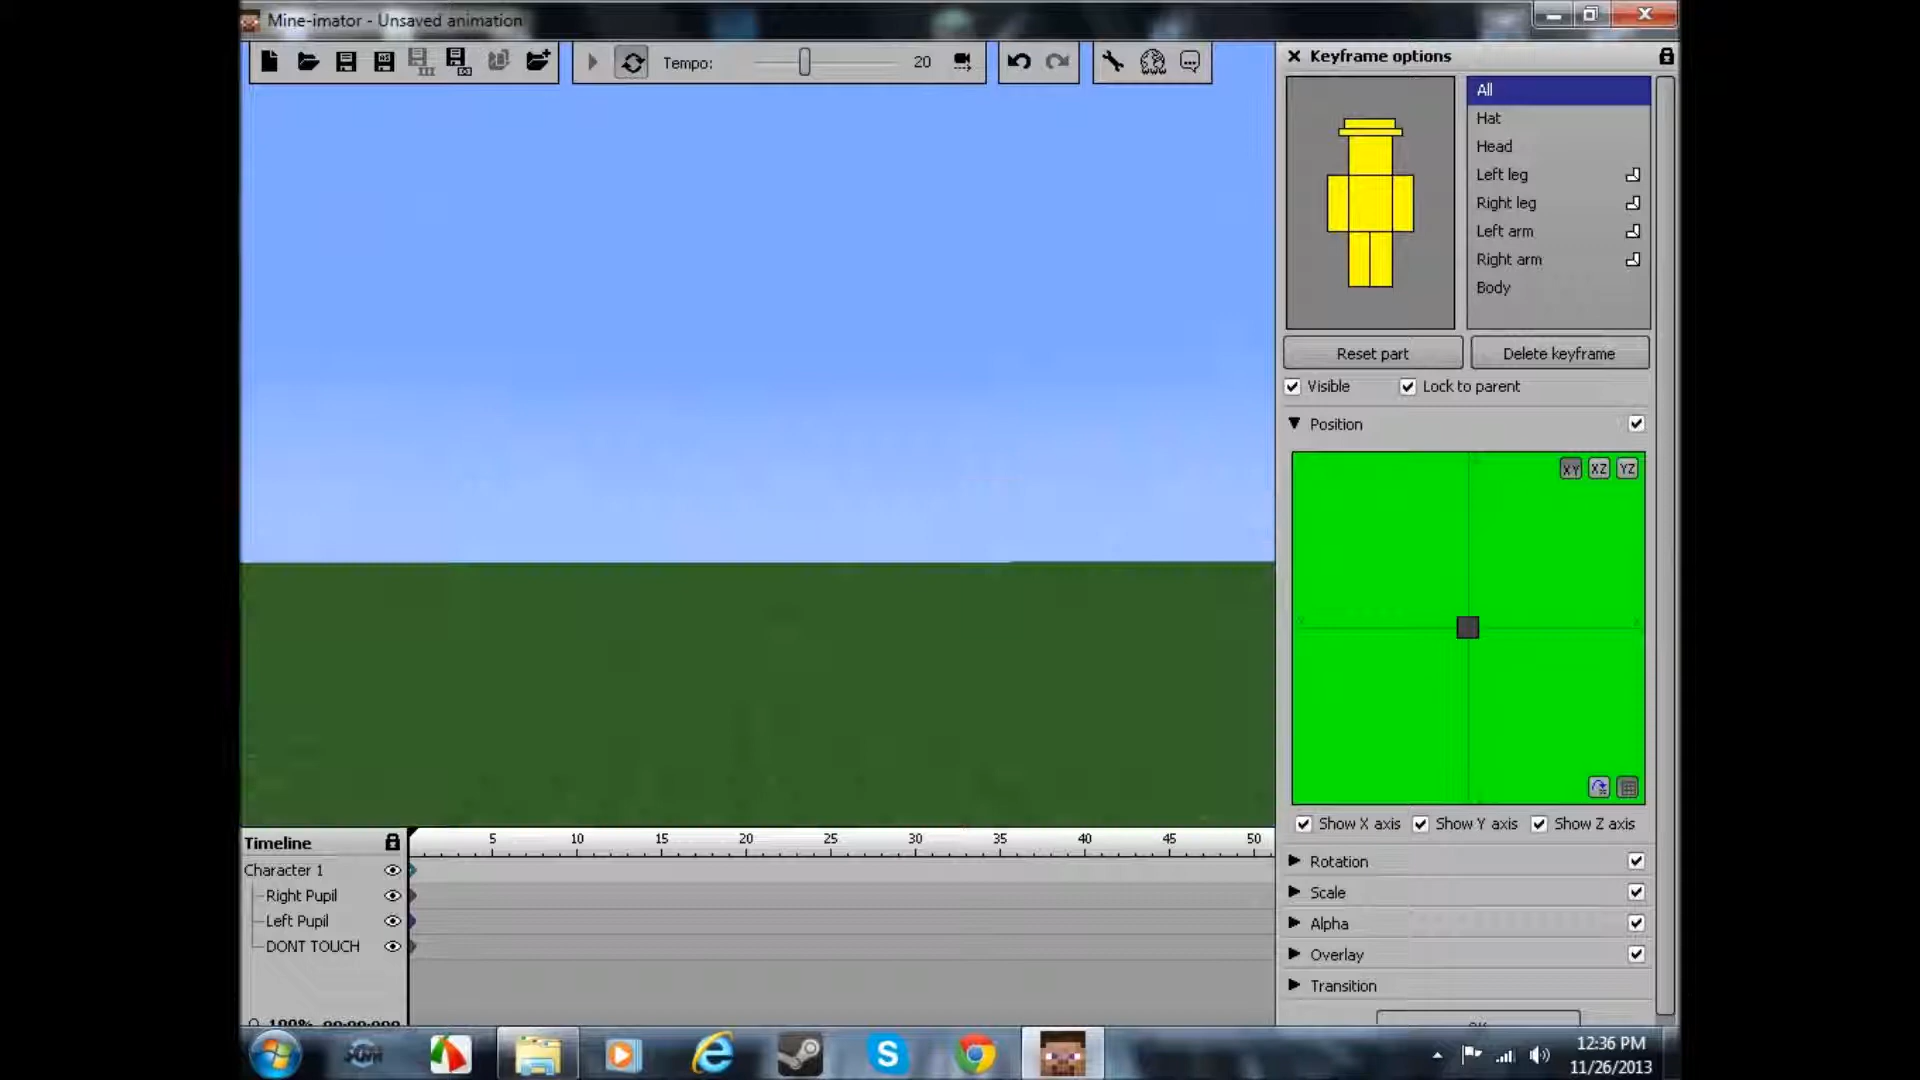 Mine-imator - Unsaved animation
Tempo: 20
Keyframe options
All
Hat
Head
Left leg
Right leg
Left arm
Right arm
Body
Reset part Delete keyframe
Visible Lock to parent
Position
XY XZ YZ
Show X axis Show Y axis Show Z axis
Rotation
Scale
Alpha
Overlay
Transition
Timeline
5 10 15 20 25 30 35 40 45 50
Character 1
Right Pupil
Left Pupil
DONT TOUCH
100%
12:36 PM
11/26/2013